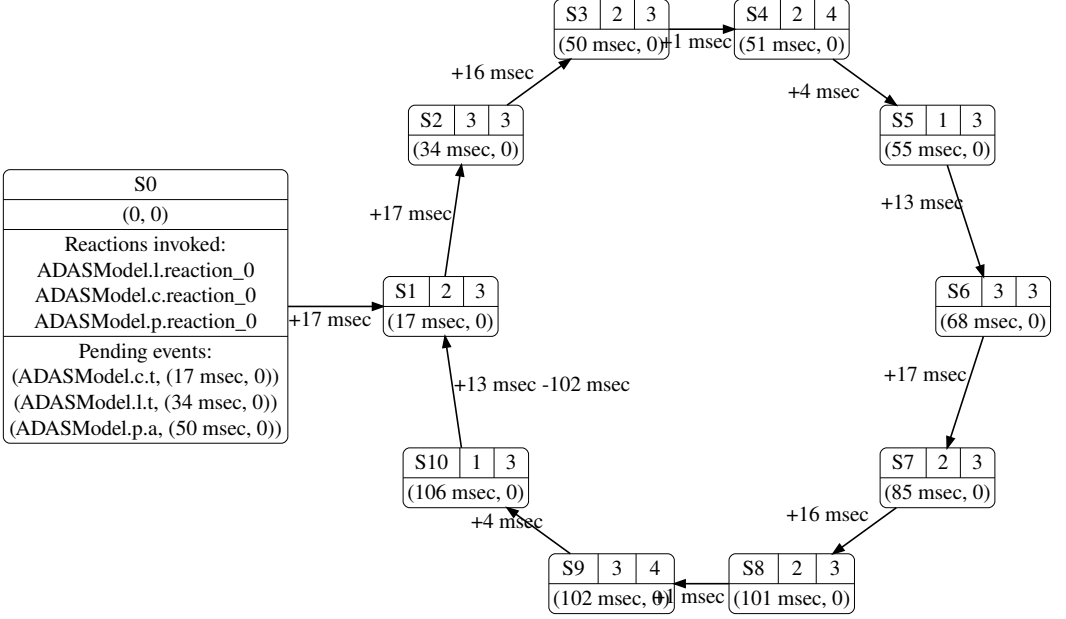 S0
(0, 0)
Reactions invoked:
ADASModel.l.reaction_0
ADASModel.c.reaction_0
ADASModel.p.reaction_0
Pending events:
(ADASModel.c.t, (17 msec, 0))
(ADASModel.l.t, (34 msec, 0))
(ADASModel.p.a, (50 msec, 0))
+17 msec
S1 2 3
(17 msec, 0)
+17 msec
S2 3 3
(34 msec, 0)
+16 msec
S3 2 3
(50 msec, 0)
+1 msec
S4 2 4
(51 msec, 0)
+4 msec
S5 1 3
(55 msec, 0)
+13 msec
S6 3 3
(68 msec, 0)
+17 msec
S7 2 3
(85 msec, 0)
+16 msec
S8 2 3
(101 msec, 0)
+1 msec
S9 3 4
(102 msec, 0)
+4 msec
S10 1 3
(106 msec, 0)
+13 msec -102 msec